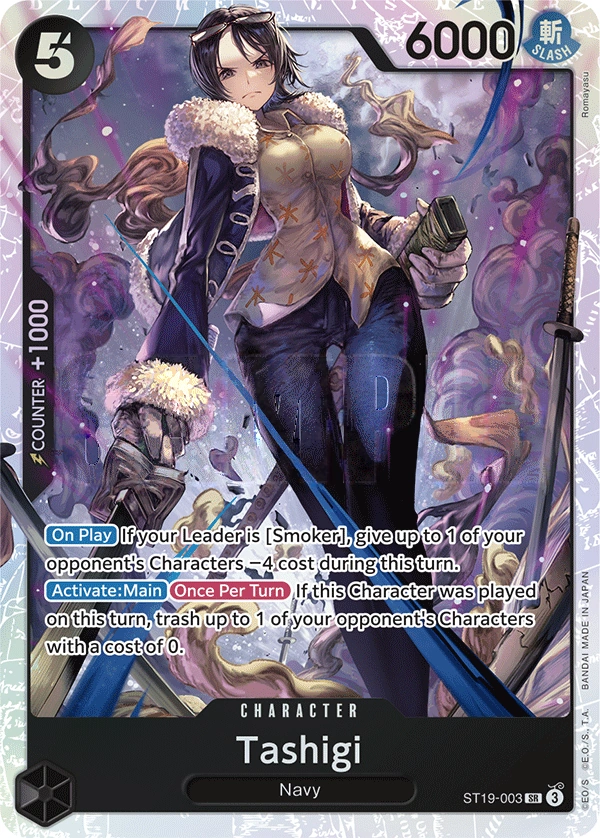 5
6000
斬
SLASH
Romayasu
COUNTER +1000
On Play If your Leader is [Smoker], give up to 1 of your
opponent's Characters −4 cost during this turn.
Activate:Main Once Per Turn If this Character was played
on this turn, trash up to 1 of your opponent's Characters
with a cost of 0.
CHARACTER
Tashigi
Navy
ST19-003 SR 3
©EO/S ©E.O./S., T.A. BANDAI MADE IN JAPAN